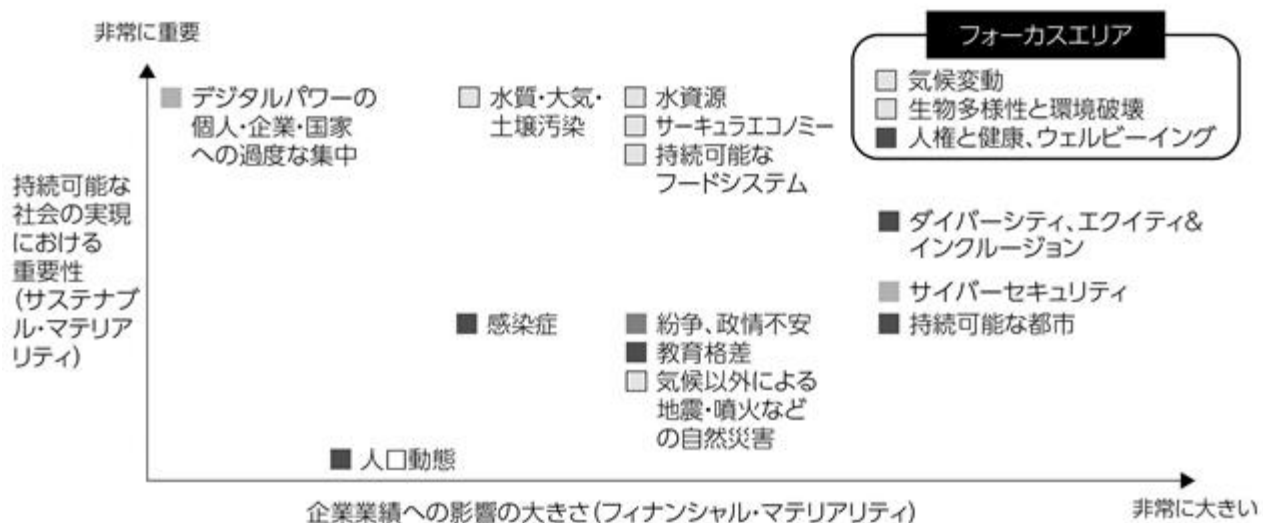 非常に重要
フォーカスエリア
デジタルパワーの
個人・企業・国家
への過度な集中
水質・大気・
土壌汚染
水資源
サーキュラエコノミー
持続可能な
フードシステム
気候変動
生物多様性と環境破壊
人権と健康、ウェルビーイング
持続可能な
社会の実現
における
重要性
(サステナブ
ル・マテリア
リティ)
ダイバーシティ、エクイティ&
インクルージョン
サイバーセキュリティ
持続可能な都市
感染症
紛争、政情不安
教育格差
気候以外による
地震・噴火など
の自然災害
人口動態
企業業績への影響の大きさ(フィナンシャル・マテリアリティ)
非常に大きい